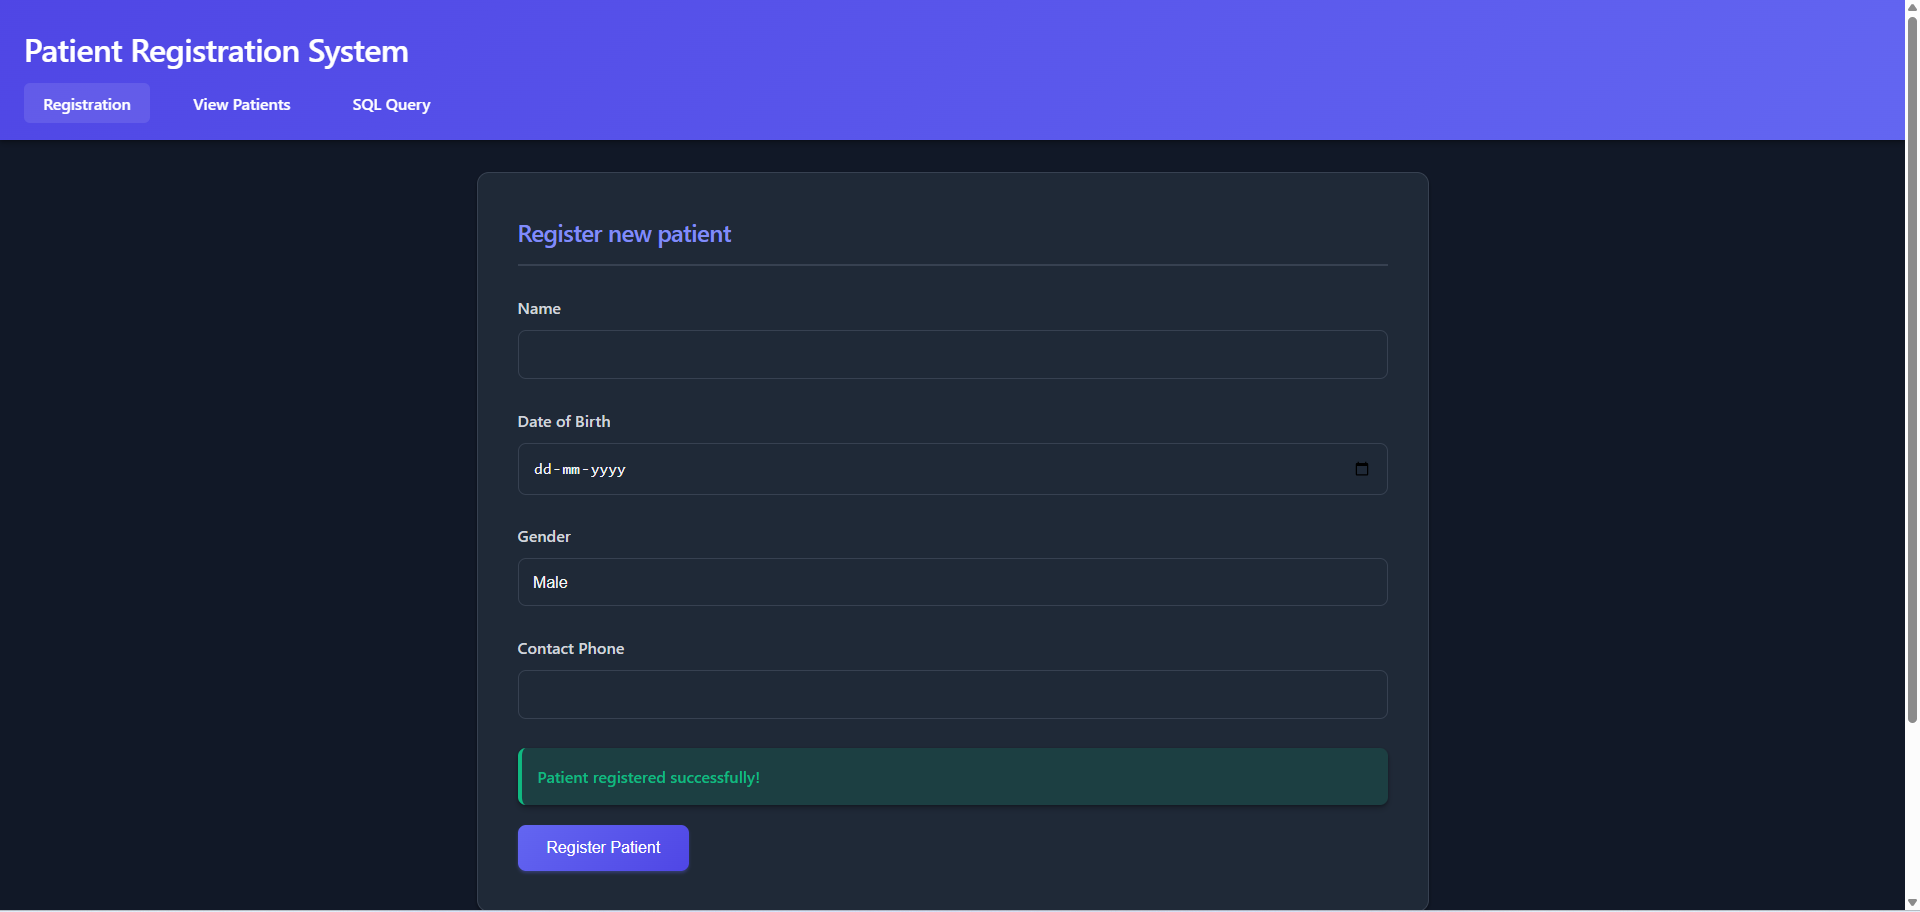 Patient Registration System
Registration View Patients SQL Query
Register new patient
Name
Date of Birth
dd-mm-yyyy
Gender
Male
Contact Phone
Patient registered successfully!
Register Patient